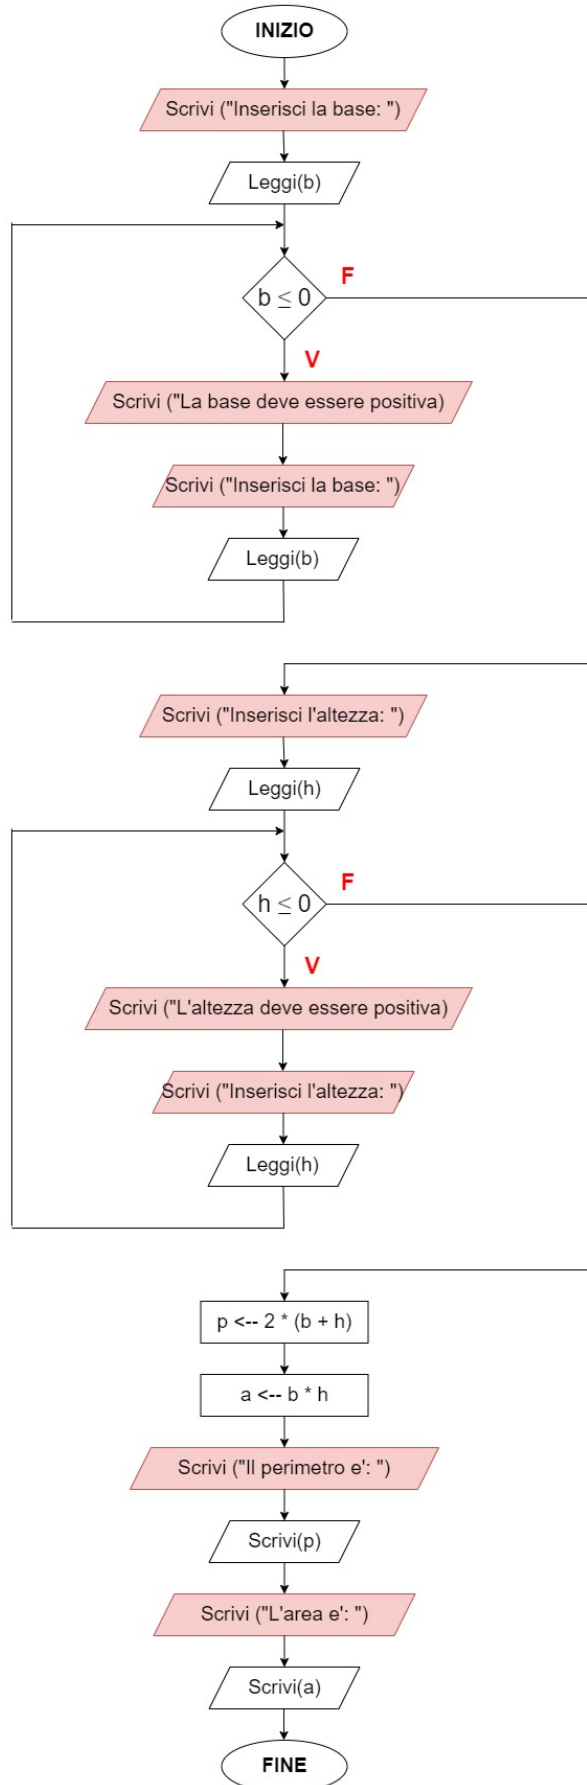 INIZIO
Scrivi ("Inserisci la base: ")
Leggi(b)
b ≤ 0
F
V
Scrivi ("La base deve essere positiva)
Scrivi ("Inserisci la base: ")
Leggi(b)
Scrivi ("Inserisci l'altezza: ")
Leggi(h)
h ≤ 0
F
V
Scrivi ("L'altezza deve essere positiva)
Scrivi ("Inserisci l'altezza: ")
Leggi(h)
p <-- 2 * (b + h)
a <-- b * h
Scrivi ("Il perimetro e': ")
Scrivi(p)
Scrivi ("L'area e': ")
Scrivi(a)
FINE